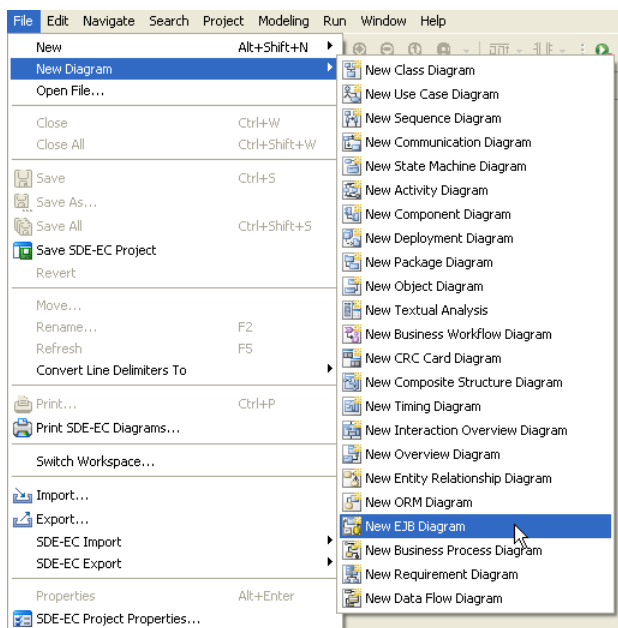 File Edit Navigate Search Project Modeling Run Window Help
New Alt+Shift+N
New Diagram
Open File...
Close Ctrl+W
Close All Ctrl+Shift+W
Save Ctrl+S
Save As...
Save All Ctrl+Shift+S
Save SDE-EC Project
Revert
Move...
Rename... F2
Refresh F5
Convert Line Delimiters To
Print... Ctrl+P
Print SDE-EC Diagrams...
Switch Workspace...
Import...
Export...
SDE-EC Import
SDE-EC Export
Properties Alt+Enter
SDE-EC Project Properties...
New Class Diagram
New Use Case Diagram
New Sequence Diagram
New Communication Diagram
New State Machine Diagram
New Activity Diagram
New Component Diagram
New Deployment Diagram
New Package Diagram
New Object Diagram
New Textual Analysis
New Business Workflow Diagram
New CRC Card Diagram
New Composite Structure Diagram
New Timing Diagram
New Interaction Overview Diagram
New Overview Diagram
New Entity Relationship Diagram
New ORM Diagram
New EJB Diagram
New Business Process Diagram
New Requirement Diagram
New Data Flow Diagram